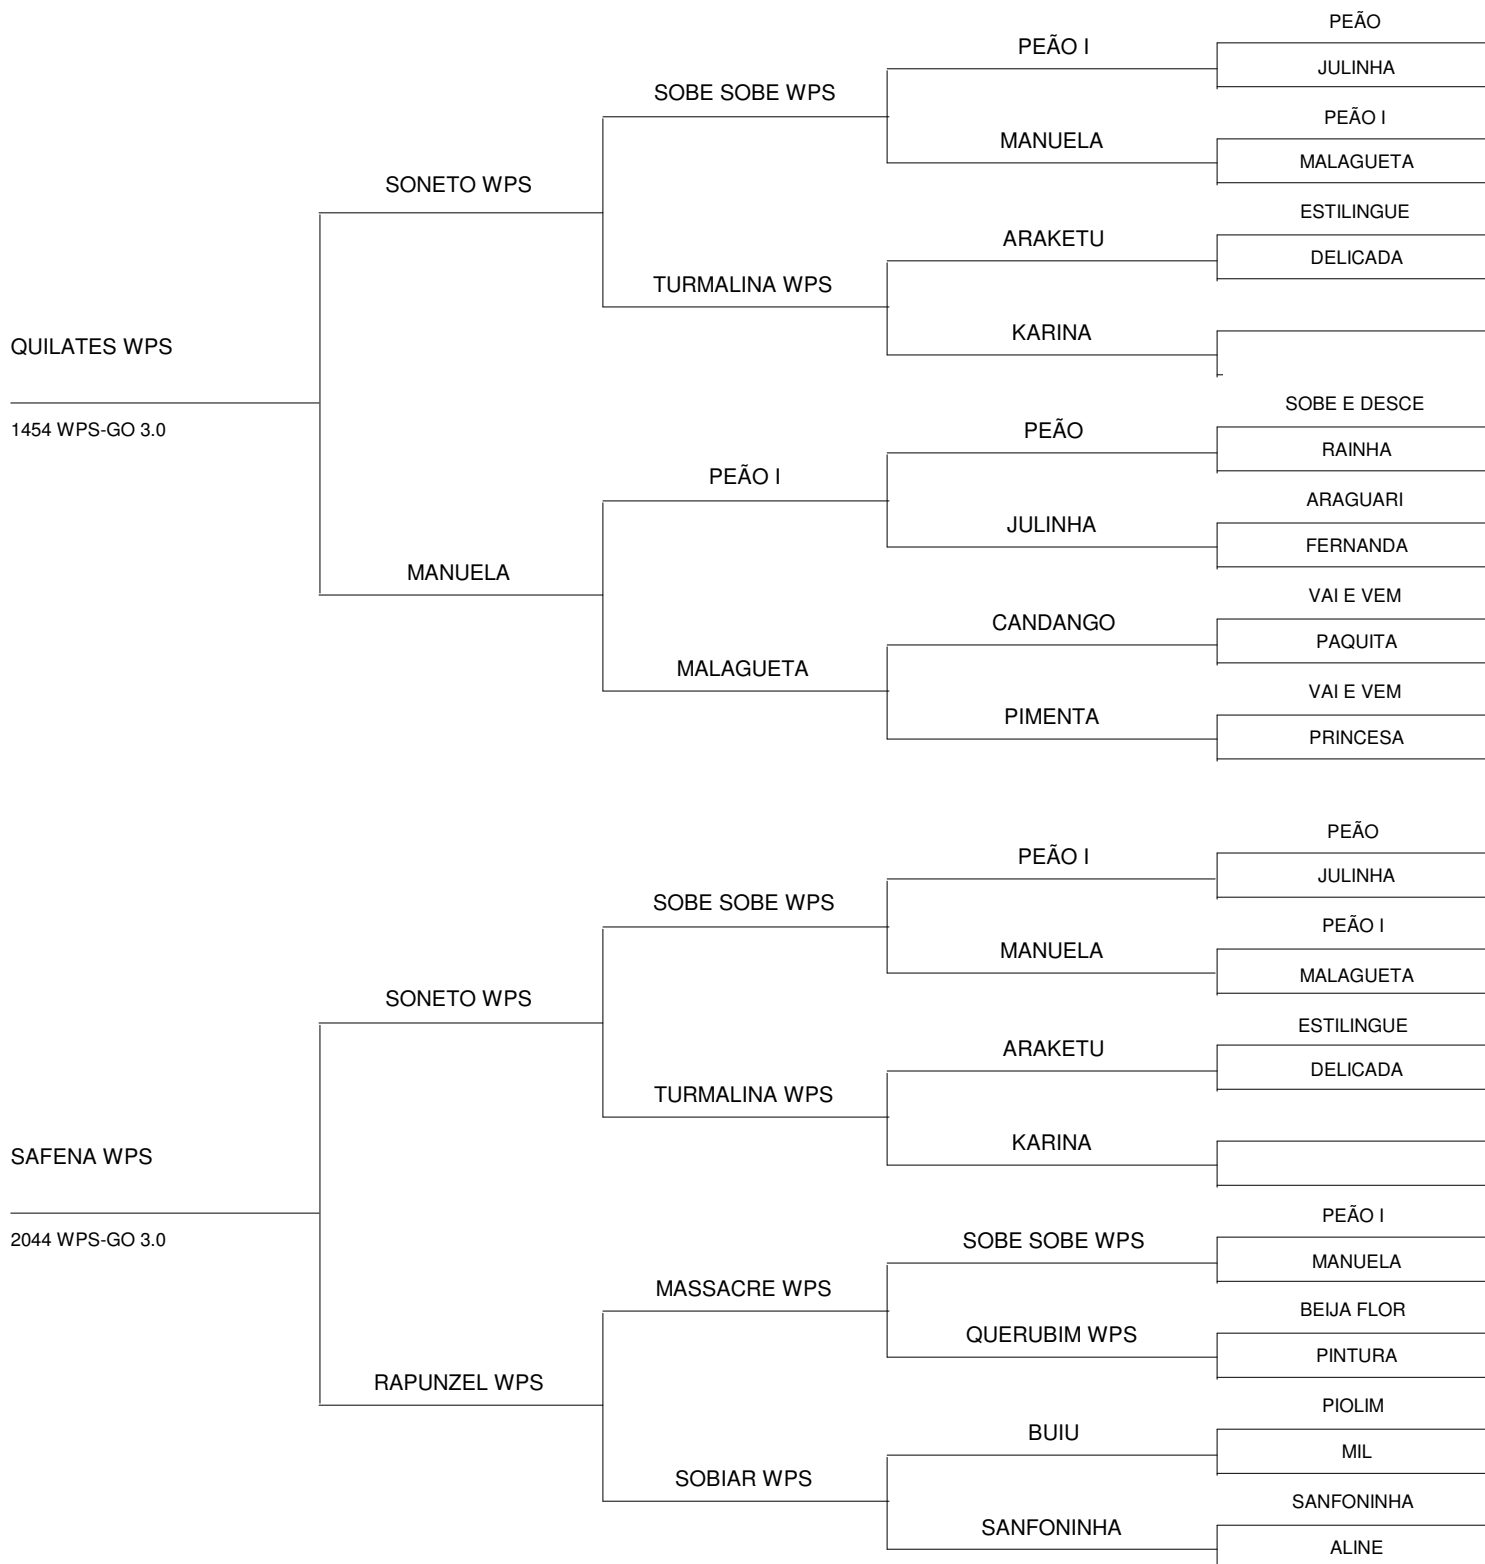 PEÃO
PEÃO I
JULINHA
SOBE SOBE WPS
PEÃO I
MANUELA
MALAGUETA
SONETO WPS
ESTILINGUE
ARAKETU
DELICADA
TURMALINA WPS
KARINA
QUILATES WPS
SOBE E DESCE
1454 WPS-GO 3.0
PEÃO
RAINHA
PEÃO I
ARAGUARI
JULINHA
FERNANDA
MANUELA
VAI E VEM
CANDANGO
PAQUITA
MALAGUETA
VAI E VEM
PIMENTA
PRINCESA
PEÃO
PEÃO I
JULINHA
SOBE SOBE WPS
PEÃO I
MANUELA
MALAGUETA
SONETO WPS
ESTILINGUE
ARAKETU
DELICADA
TURMALINA WPS
KARINA
SAFENA WPS
PEÃO I
2044 WPS-GO 3.0
SOBE SOBE WPS
MANUELA
MASSACRE WPS
BEIJA FLOR
QUERUBIM WPS
PINTURA
RAPUNZEL WPS
PIOLIM
BUIU
MIL
SOBIAR WPS
SANFONINHA
SANFONINHA
ALINE